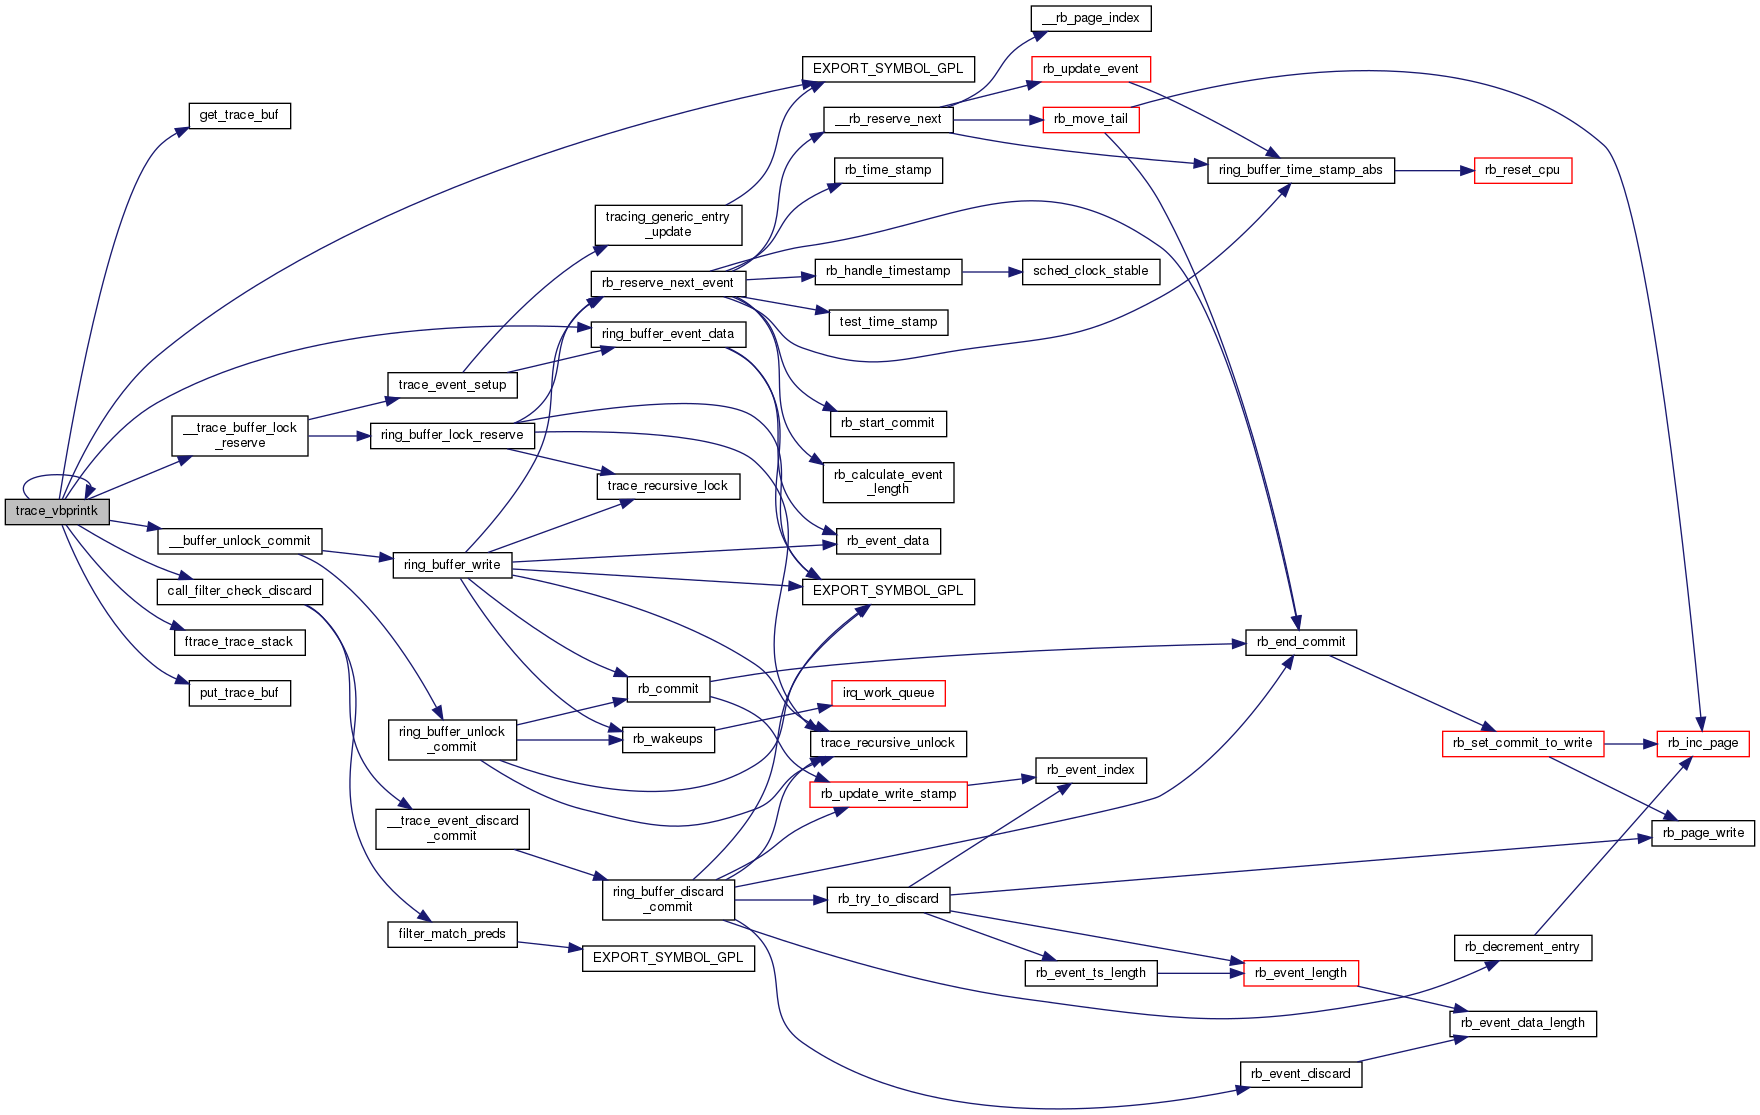 __rb_page_index
EXPORT_SYMBOL_GPL
rb_update_event
get_trace_buf
__rb_reserve_next
rb_move_tail
rb_time_stamp
ring_buffer_time_stamp_abs
rb_reset_cpu
tracing_generic_entry
_update
rb_reserve_next_event
rb_handle_timestamp
sched_clock_stable
ring_buffer_event_data
test_time_stamp
trace_event_setup
__trace_buffer_lock
_reserve
ring_buffer_lock_reserve
rb_start_commit
rb_calculate_event
_length
trace_recursive_lock
trace_vbprintk
__buffer_unlock_commit
ring_buffer_write
rb_event_data
call_filter_check_discard
EXPORT_SYMBOL_GPL
ftrace_trace_stack
rb_end_commit
put_trace_buf
rb_commit
irq_work_queue
ring_buffer_unlock
_commit
rb_wakeups
trace_recursive_unlock
rb_set_commit_to_write
rb_inc_page
rb_event_index
rb_update_write_stamp
__trace_event_discard
_commit
rb_page_write
ring_buffer_discard
_commit
rb_try_to_discard
filter_match_preds
EXPORT_SYMBOL_GPL
rb_decrement_entry
rb_event_ts_length
rb_event_length
rb_event_data_length
rb_event_discard